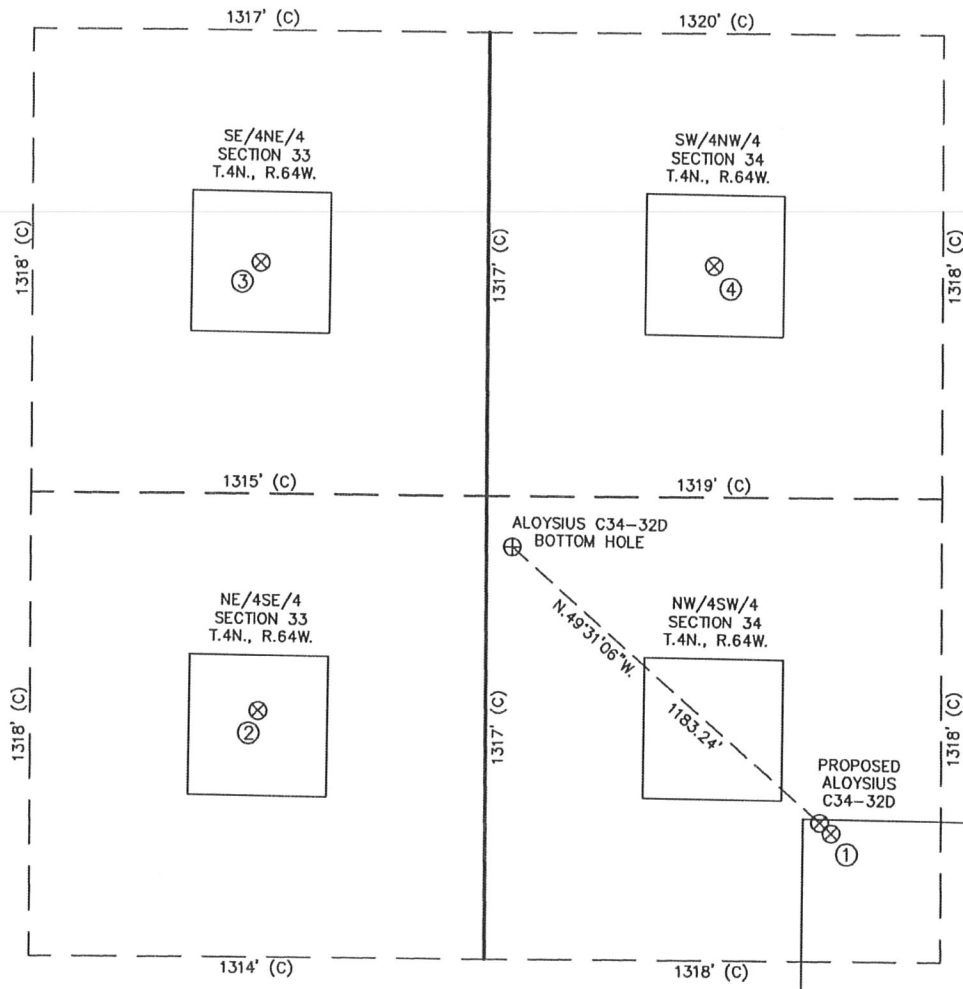 1317' (C)
1320' (C)
SE/4NE/4
SECTION 33
T.4N., R.64W.
SW/4NW/4
SECTION 34
T.4N., R.64W.
1318' (C)
1317' (C)
1318' (C)
3
4
1315' (C)
1319' (C)
ALOYSIUS C34-32D
BOTTOM HOLE
NE/4SE/4
SECTION 33
T.4N., R.64W.
NW/4SW/4
SECTION 34
T.4N., R.64W.
N.49°31'06"W.
1183.24'
1318' (C)
1317' (C)
1318' (C)
2
PROPOSED
ALOYSIUS
C34-32D
1
1314' (C)
1318' (C)